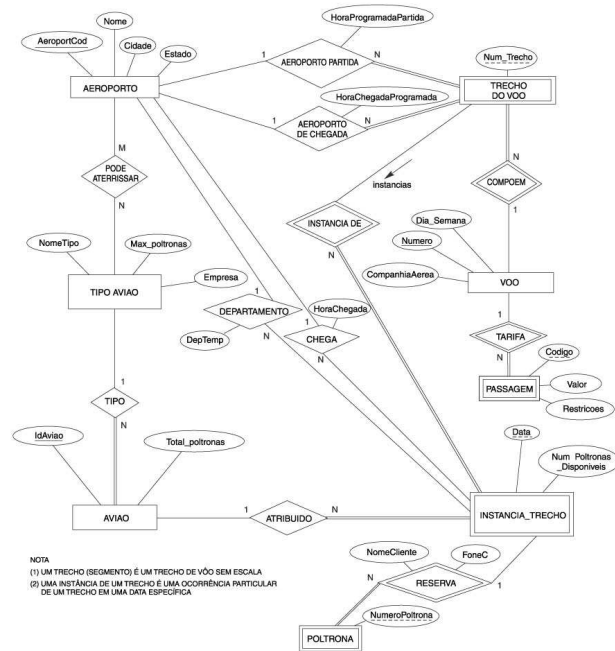 Nome
HoraProgramadaPartida
AeroportCod
Cidade
Estado
1
N
AEROPORTO PARTIDA
Num_Trecho
AEROPORTO
TRECHO
DO VOO
HoraChegadaProgramada
1
N
AEROPORTO
DE CHEGADA
M
PODE
ATERRISSAR
N
instancias
N
COMPOEM
1
1
INSTANCIA DE
N
Dia_Semana
Numero
CompanhiaAerea
VOO
NomeTipo
Max_poltronas
Empresa
TIPO AVIAO
1
DEPARTAMENTO
N
DepTemp
HoraChegada
1
CHEGA
N
1
TARIFA
N
Codigo
PASSAGEM
Valor
Restricoes
1
TIPO
N
IdAviao
Total_poltronas
Data
Num Poltronas
_Disponiveis
AVIAO
1
ATRIBUIDO
N
INSTANCIA_TRECHO
NOTA
(1) UM TRECHO (SEGMENTO) É UM TRECHO DE VÔO SEM ESCALA
(2) UMA INSTÂNCIA DE UM TRECHO É UMA OCORRÊNCIA PARTICULAR
DE UM TRECHO EM UMA DATA ESPECÍFICA
NomeCliente
FoneC
N
RESERVA
1
NumeroPoltrona
POLTRONA